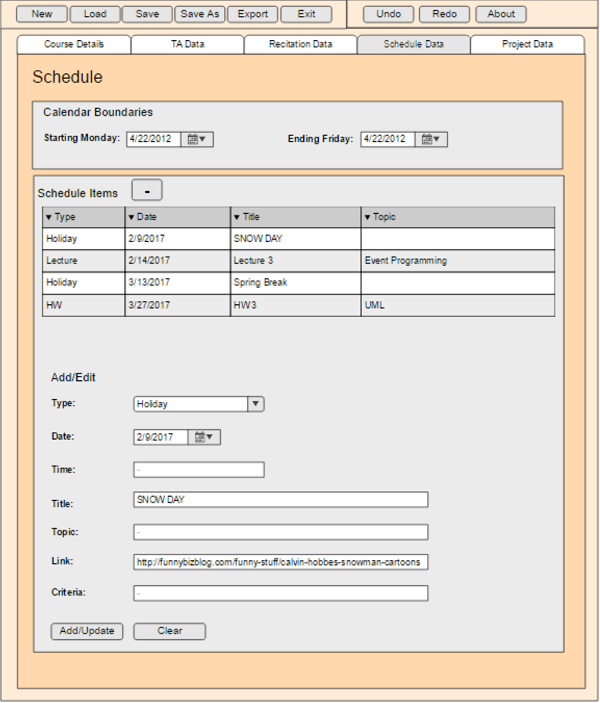 New Load Save Save As Export Exit Undo Redo About
Course Details TA Data Recitation Data Schedule Data Project Data
Schedule
Calendar Boundaries
Starting Monday: 4/22/2012 Ending Friday: 4/22/2012
Schedule Items -
▼ Type ▼ Date ▼ Title ▼ Topic
Holiday 2/9/2017 SNOW DAY
Lecture 2/14/2017 Lecture 3 Event Programming
Holiday 3/13/2017 Spring Break
HW 3/27/2017 HW3 UML
Add/Edit
Type: Holiday
Date: 2/9/2017
Time: -
Title: SNOW DAY
Topic: -
Link: http://funnybizblog.com/funny-stuff/calvin-hobbes-snowman-cartoons
Criteria: -
Add/Update Clear